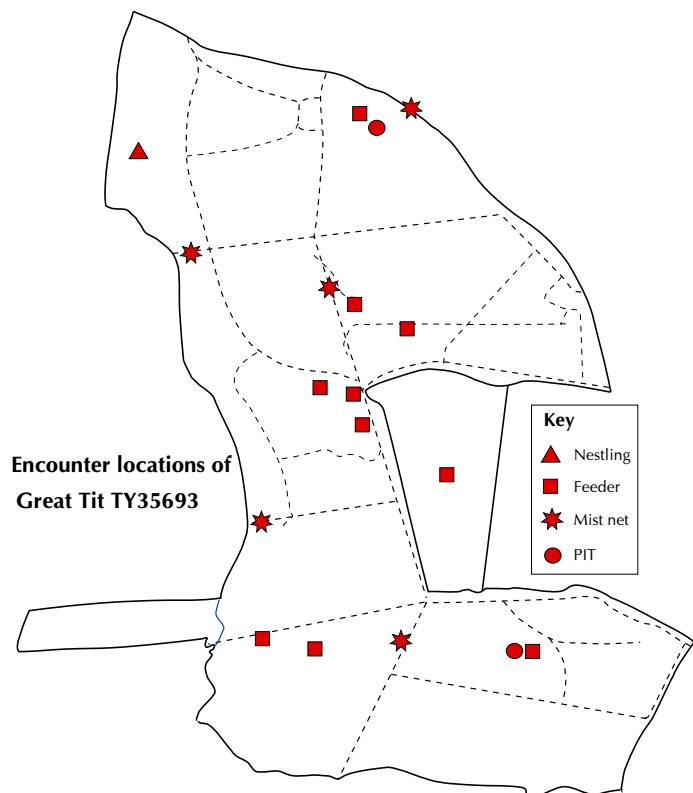 Encounter locations of
Great Tit TY35693
Key
Nestling
Feeder
Mist net
PIT